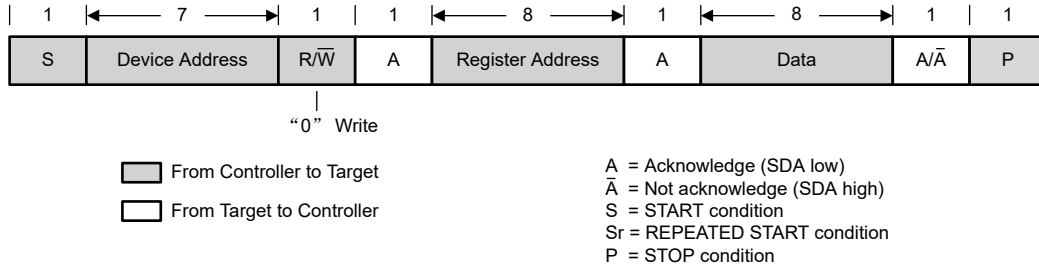 1 7 1 1 8 1 8 1 1
S Device Address R/W̅ A Register Address A Data A/A̅ P
“0” Write
From Controller to Target
From Target to Controller
A = Acknowledge (SDA low)
A̅ = Not acknowledge (SDA high)
S = START condition
Sr = REPEATED START condition
P = STOP condition